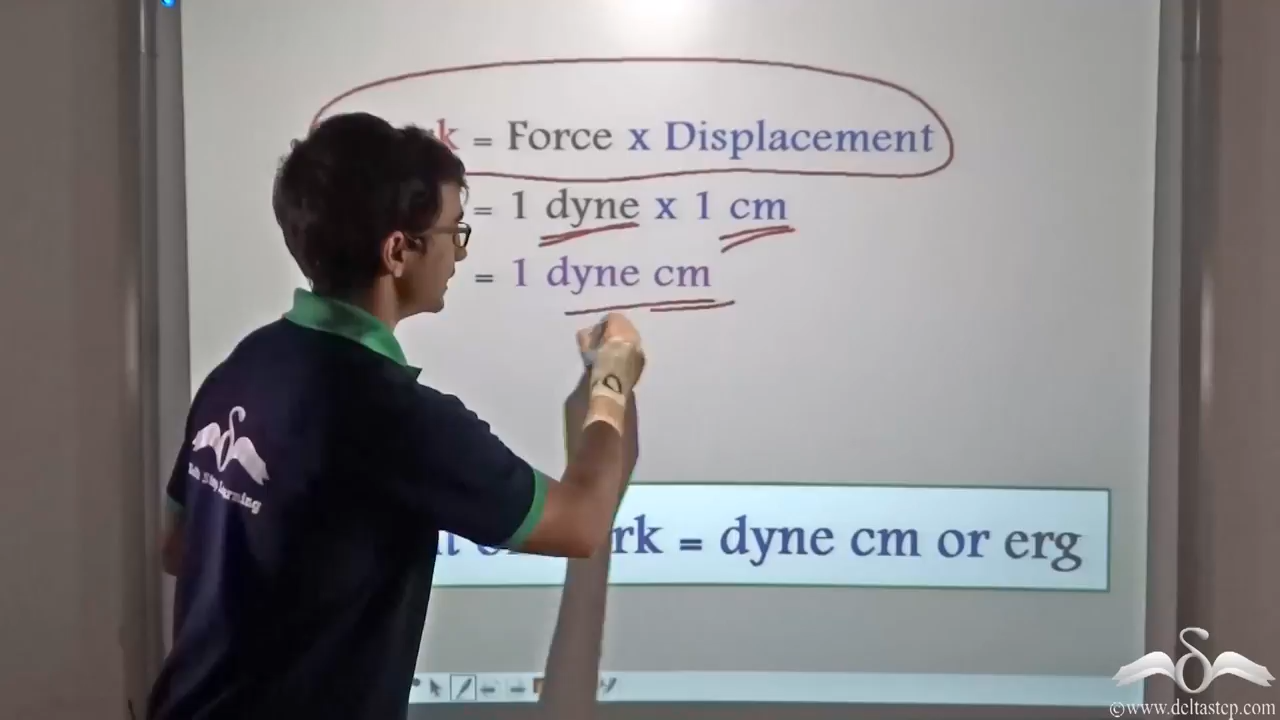 k = Force x Displacement
= 1 dyne x 1 cm
= 1 dyne cm
rk = dyne cm or erg
©www.deltastep.com